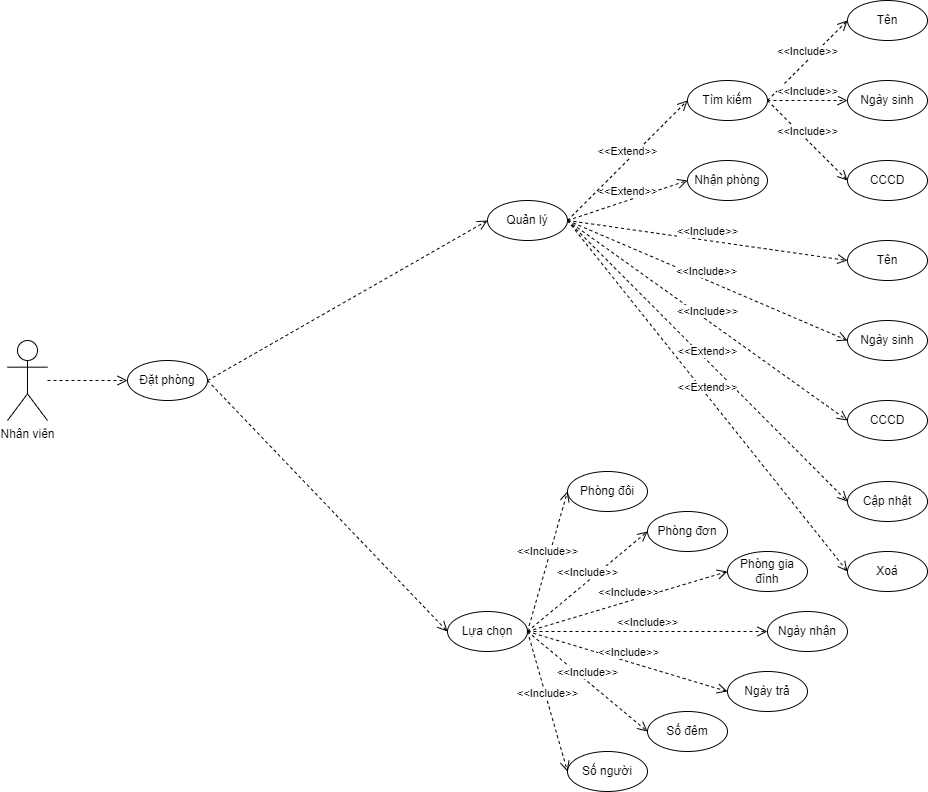 Tên
<<Include>>
<<Include>>
Ngày sinh
Tìm kiếm
<<Include>>
<<Extend>>
CCCD
Nhận phòng
<<Extend>>
Quản lý
<<Include>>
Tên
<<Include>>
<<Include>>
Ngày sinh
<<Extend>>
Đặt phòng
<<Extend>>
CCCD
Nhân viên
Phòng đôi
Cập nhật
Phòng đơn
<<Include>>
Phòng gia
đình
<<Include>>
Xoá
<<Include>>
<<Include>>
Lựa chọn
Ngày nhận
<<Include>>
<<Include>>
Ngày trả
<<Include>>
Số đêm
Số người